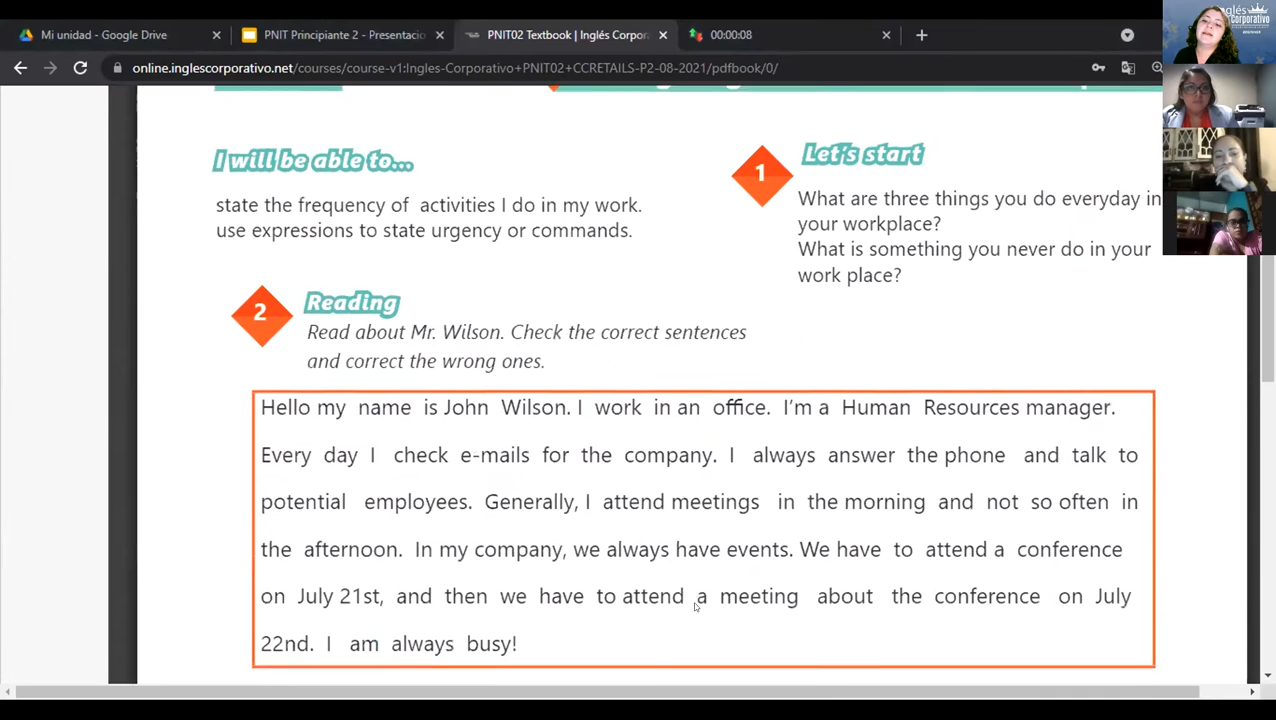 Mi unidad - Google Drive
PNIT Principiante 2 - Presentacio
PNIT02 Textbook | Inglés Corpor
00:00:08
online.inglescorporativo.net/courses/course-v1:Ingles-Corporativo+PNIT02+CCRETAILS-P2-08-2021/pdfbook/0/
Inglés
Corporativo
I will be able to...
state the frequency of activities I do in my work.
use expressions to state urgency or commands.
1
Let's start
What are three things you do everyday in
your workplace?
What is something you never do in your
work place?
2
Reading
Read about Mr. Wilson. Check the correct sentences
and correct the wrong ones.
Hello my name is John Wilson. I work in an office. I'm a Human Resources manager.
Every day I check e-mails for the company. I always answer the phone and talk to
potential employees. Generally, I attend meetings in the morning and not so often in
the afternoon. In my company, we always have events. We have to attend a conference
on July 21st, and then we have to attend a meeting about the conference on July
22nd. I am always busy!